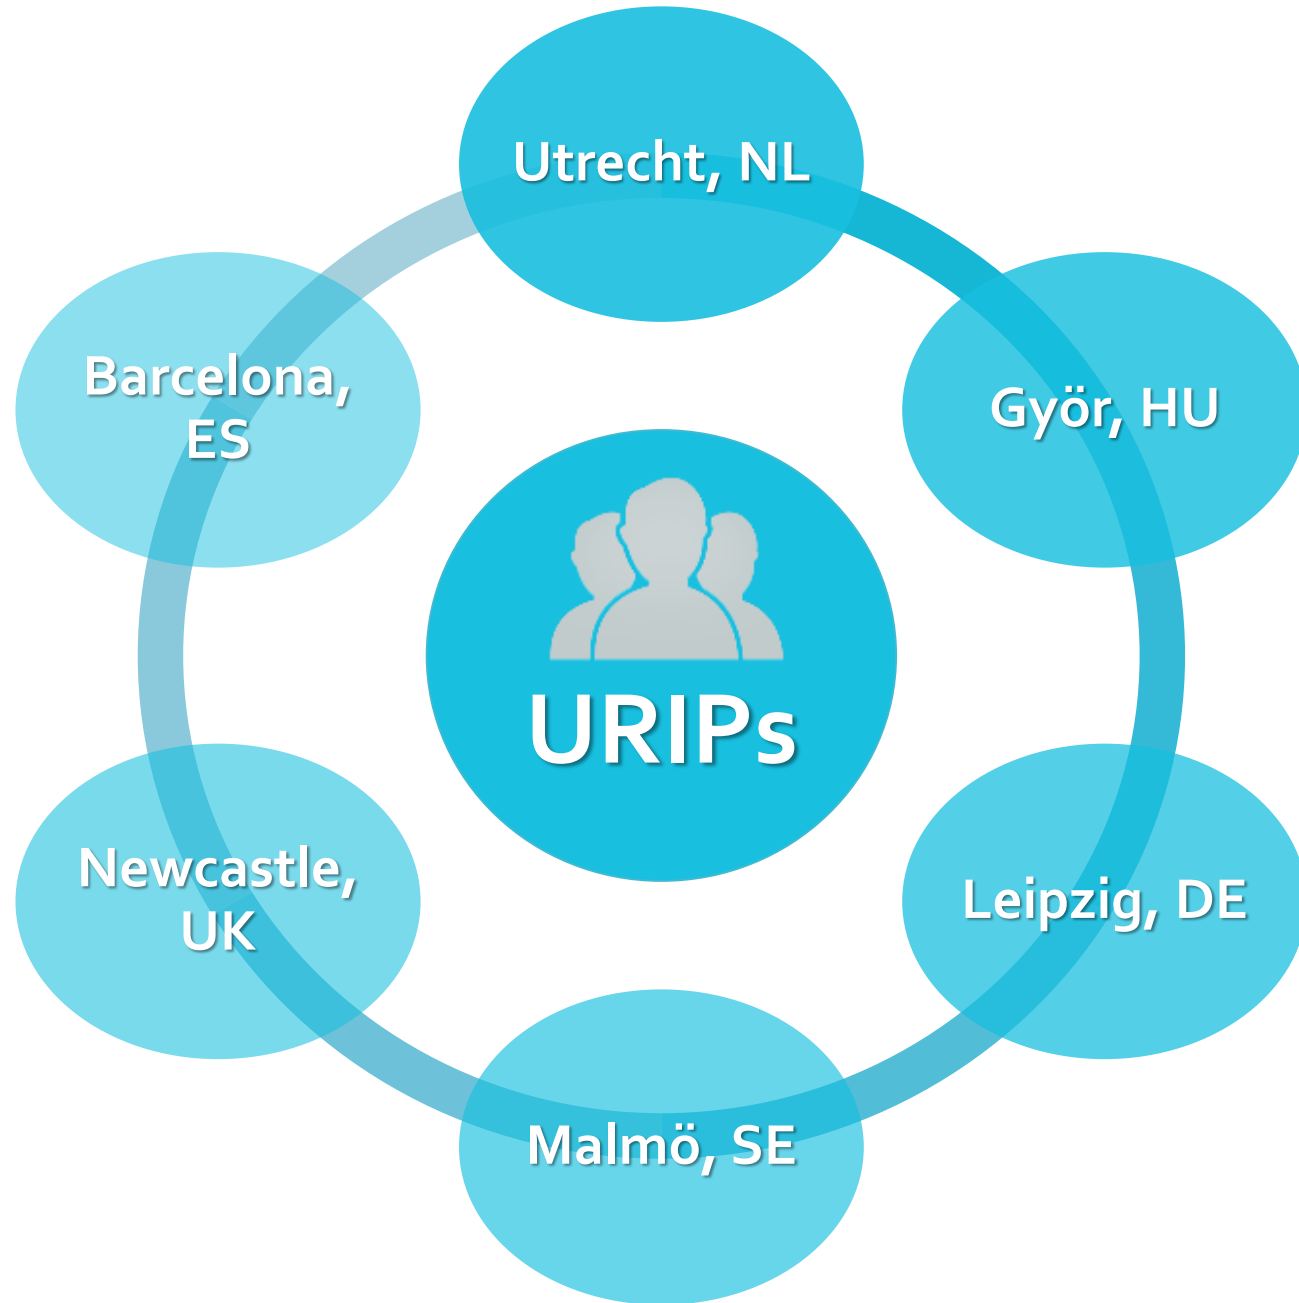 Utrecht, NL
Györ, HU
Leipzig, DE
Malmö, SE
Newcastle,
UK
Barcelona,
ES
URIPs